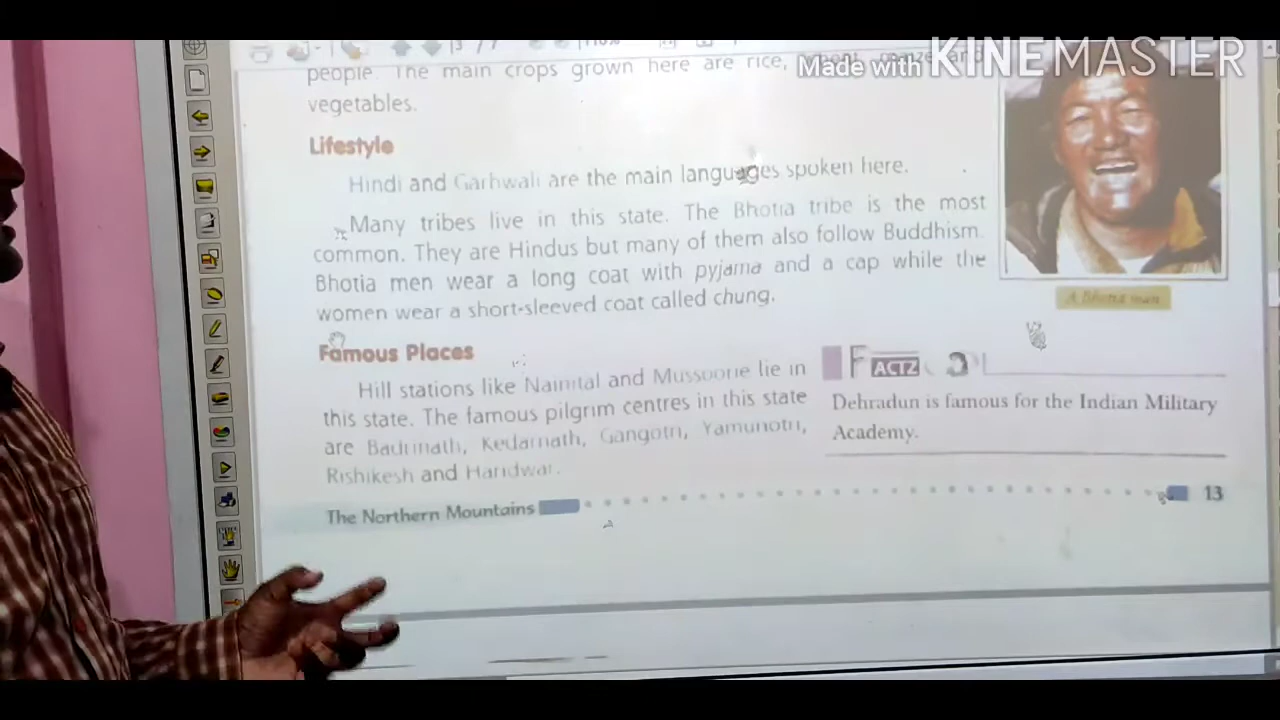 Made with KINEMASTER
people. The main crops grown here are rice,
vegetables.
Lifestyle
Hindi and Garhwali are the main languages spoken here.
Many tribes live in this state. The Bhotia tribe is the most
common. They are Hindus but many of them also follow Buddhism.
Bhotia men wear a long coat with pyjama and a cap while the
women wear a short-sleeved coat called chung.
A Bhotia man
Famous Places
Hill stations like Nainital and Mussoorie lie in
this state. The famous pilgrim centres in this state
are Badrinath, Kedarnath, Gangotri, Yamunotri,
Rishikesh and Haridwar.
Dehradun is famous for the Indian Military
Academy.
The Northern Mountains
13